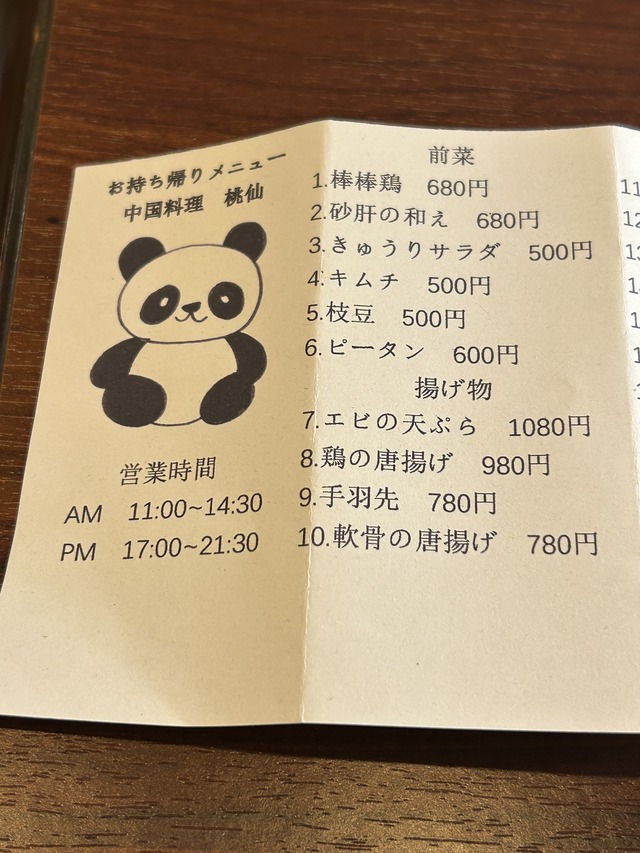 お持ち帰りメニュー
中国料理 桃仙
営業時間
AM 11:00~14:30
PM 17:00~21:30
前菜
1.棒棒鶏 680円
2.砂肝の和え 680円
3.きゅうりサラダ 500円
4.キムチ 500円
5.枝豆 500円
6.ピータン 600円
揚げ物
7.エビの天ぷら 1080円
8.鶏の唐揚げ 980円
9.手羽先 780円
10.軟骨の唐揚げ 780円
11
12
13